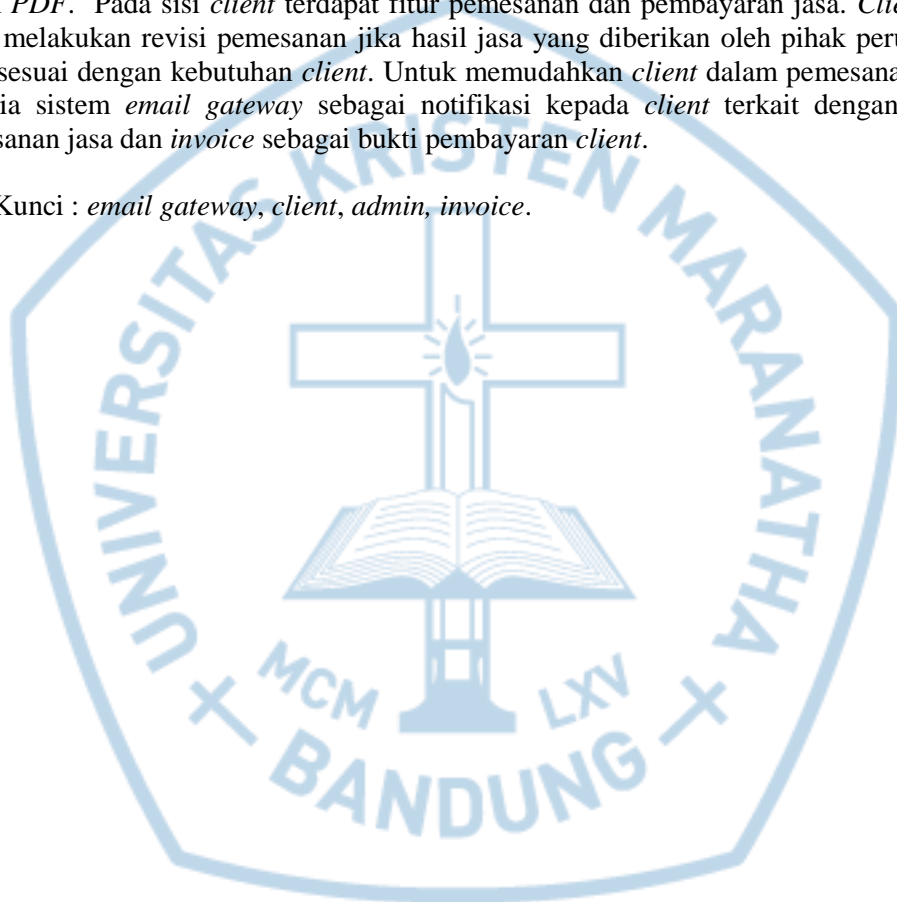 PDF. Pada sisi client terdapat fitur pemesanan dan pembayaran jasa. Clie
melakukan revisi pemesanan jika hasil jasa yang diberikan oleh pihak peru
sesuai dengan kebutuhan client. Untuk memudahkan client dalam pemesana
ia sistem email gateway sebagai notifikasi kepada client terkait dengan
sanan jasa dan invoice sebagai bukti pembayaran client.
Kunci : email gateway, client, admin, invoice.
UNIVERSITAS KRISTEN MARANATHA
MCM LXV
BANDUNG